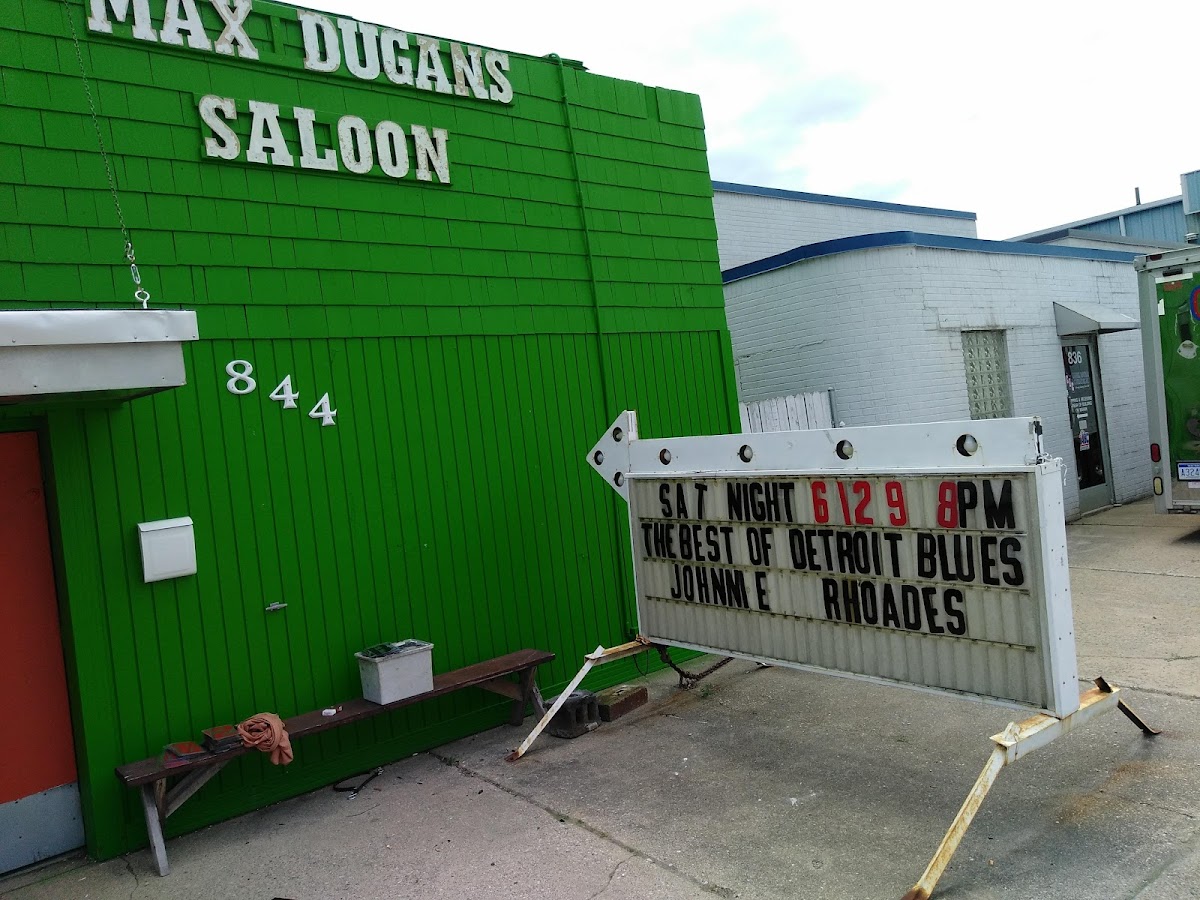 MAX DUGANS
SALOON
844
SAT NIGHT 6\29 8PM
THE BEST OF DETROIT BLUES
JOHNNIE RHOADES
836